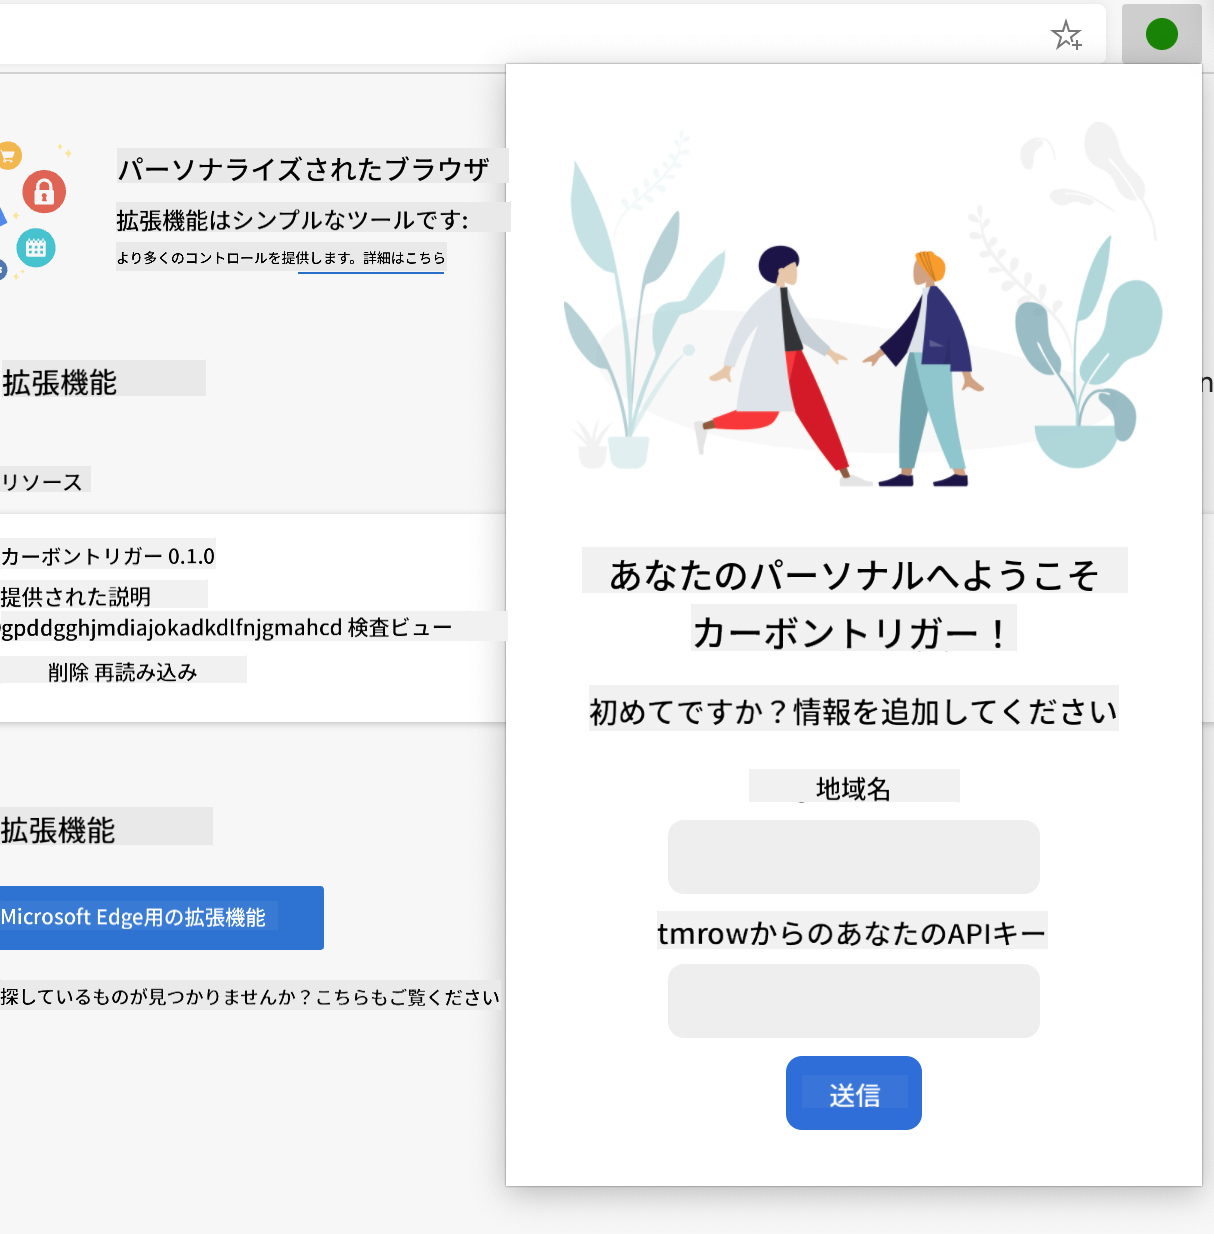 パーソナライズされたブラウザ
拡張機能はシンプルなツールです:
より多くのコントロールを提供します。詳細はこちら
拡張機能
リソース
カーボントリガー 0.1.0
提供された説明
gpddgghjmdiajokadkdlfnjgmahcd 検査ビュー
削除 再読み込み
拡張機能
Microsoft Edge用の拡張機能
探しているものが見つかりませんか？こちらもご覧ください
あなたのパーソナルへようこそ
カーボントリガー！
初めてですか？情報を追加してください
地域名
tmrowからのあなたのAPIキー
送信